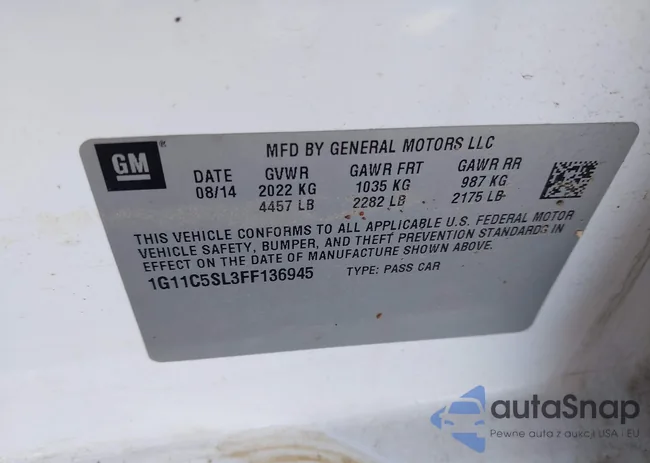 GM ®
MFD BY GENERAL MOTORS LLC
DATE GVWR GAWR FRT GAWR RR
08/14 2022 KG 1035 KG 987 KG
4457 LB 2282 LB 2175 LB
THIS VEHICLE CONFORMS TO ALL APPLICABLE U.S. FEDERAL MOTOR
VEHICLE SAFETY, BUMPER, AND THEFT PREVENTION STANDARDS IN
EFFECT ON THE DATE OF MANUFACTURE SHOWN ABOVE.
1G11C5SL3FF136945 TYPE: PASS CAR
autaSnap
Pewne auta z aukcji USA i EU